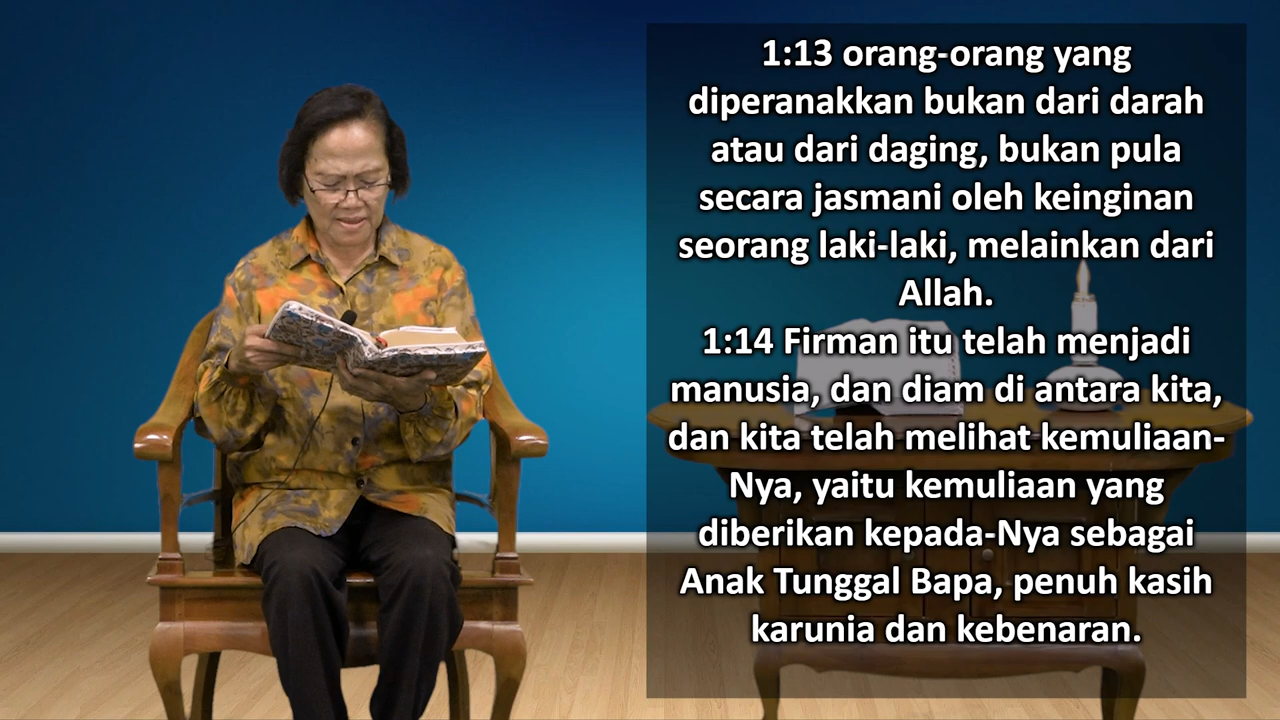 1:13 orang-orang yang
diperanakkan bukan dari darah
atau dari daging, bukan pula
secara jasmani oleh keinginan
seorang laki-laki, melainkan dari
Allah.
1:14 Firman itu telah menjadi
manusia, dan diam di antara kita,
dan kita telah melihat kemuliaan-
Nya, yaitu kemuliaan yang
diberikan kepada-Nya sebagai
Anak Tunggal Bapa, penuh kasih
karunia dan kebenaran.